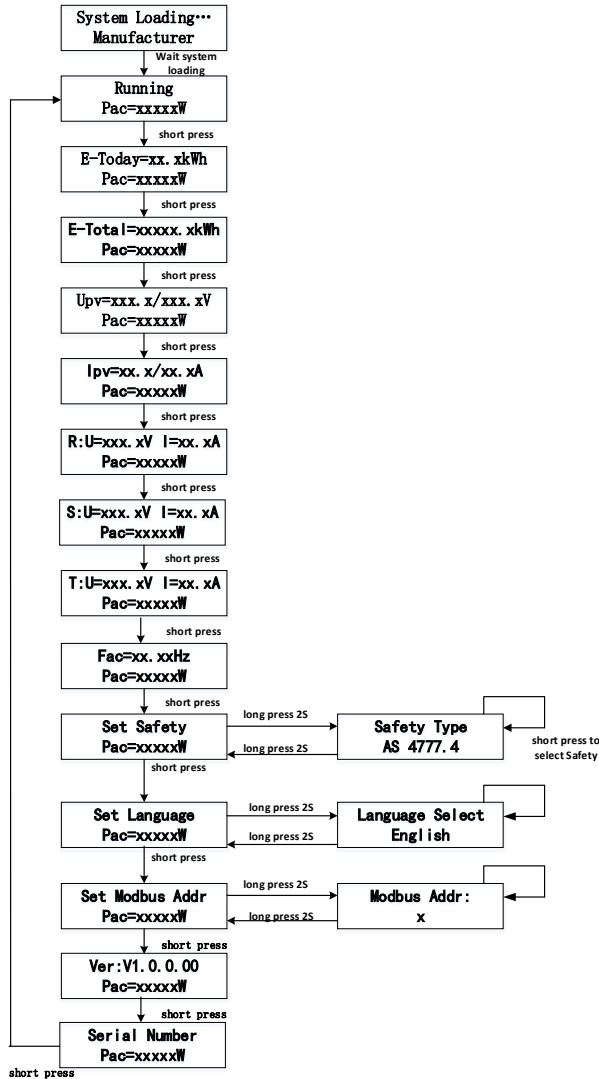 System Loading…
Manufacturer
Wait system
loading
Running
Pac=xxxxxW
short press
E-Today=xx.xkWh
Pac=xxxxxW
short press
E-Total=xxxxx.xkWh
Pac=xxxxxW
short press
Upv=xxx.x/xxx.xV
Pac=xxxxxW
short press
Ipv=xx.x/xx.xA
Pac=xxxxxW
short press
R:U=xxx.xV I=xx.xA
Pac=xxxxxW
short press
S:U=xxx.xV I=xx.xA
Pac=xxxxxW
short press
T:U=xxx.xV I=xx.xA
Pac=xxxxxW
short press
Fac=xx.xxHz
Pac=xxxxxW
short press
Set Safety
Pac=xxxxxW
long press 2S
long press 2S
Safety Type
AS 4777.4
short press to
select Safety
short press
Set Language
Pac=xxxxxW
long press 2S
long press 2S
Language Select
English
short press
Set Modbus Addr
Pac=xxxxxW
long press 2S
long press 2S
Modbus Addr:
x
short press
Ver:V1.0.0.00
Pac=xxxxxW
short press
Serial Number
Pac=xxxxxW
short press